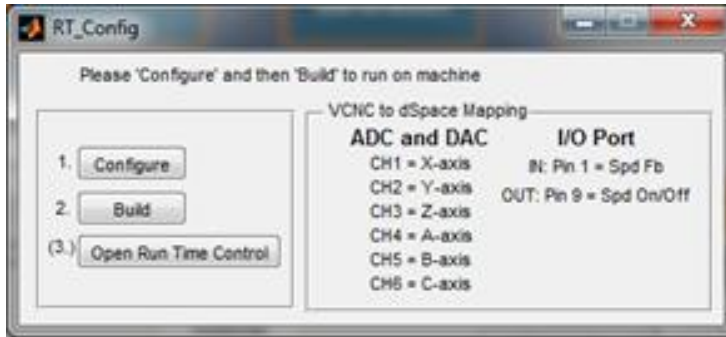 RT_Config
Please 'Configure' and then 'Build' to run on machine
1. Configure
2. Build
(3.) Open Run Time Control
VCNC to dSpace Mapping
ADC and DAC
CH1 = X-axis
CH2 = Y-axis
CH3 = Z-axis
CH4 = A-axis
CH5 = B-axis
CH6 = C-axis
I/O Port
IN: Pin 1 = Spd Fb
OUT: Pin 9 = Spd On/Off